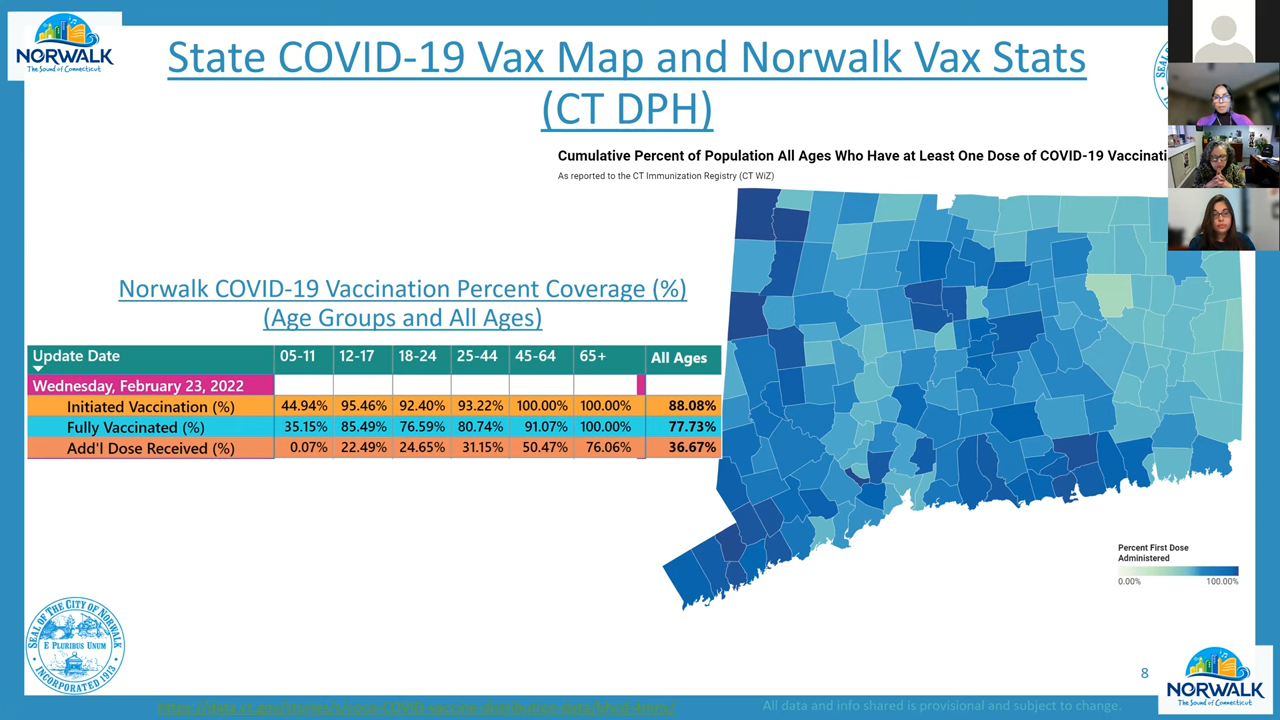 NORWALK
The Sound of Connecticut
State COVID-19 Vax Map and Norwalk Vax Stats
(CT DPH)
Cumulative Percent of Population All Ages Who Have at Least One Dose of COVID-19 Vaccinati
As reported to the CT Immunization Registry (CT WiZ)
Norwalk COVID-19 Vaccination Percent Coverage (%)
(Age Groups and All Ages)
Update Date 05-11 12-17 18-24 25-44 45-64 65+ All Ages
Wednesday, February 23, 2022
Initiated Vaccination (%) 44.94% 95.46% 92.40% 93.22% 100.00% 100.00% 88.08%
Fully Vaccinated (%) 35.15% 85.49% 76.59% 80.74% 91.07% 100.00% 77.73%
Add'l Dose Received (%) 0.07% 22.49% 24.65% 31.15% 50.47% 76.06% 36.67%
Percent First Dose
Administered
0.00% 100.00%
SEAL OF THE CITY OF NORWALK
E PLURIBUS UNUM
INCORPORATED 1913
8
NORWALK
The Sound of Connecticut
All data and info shared is provisional and subject to change.